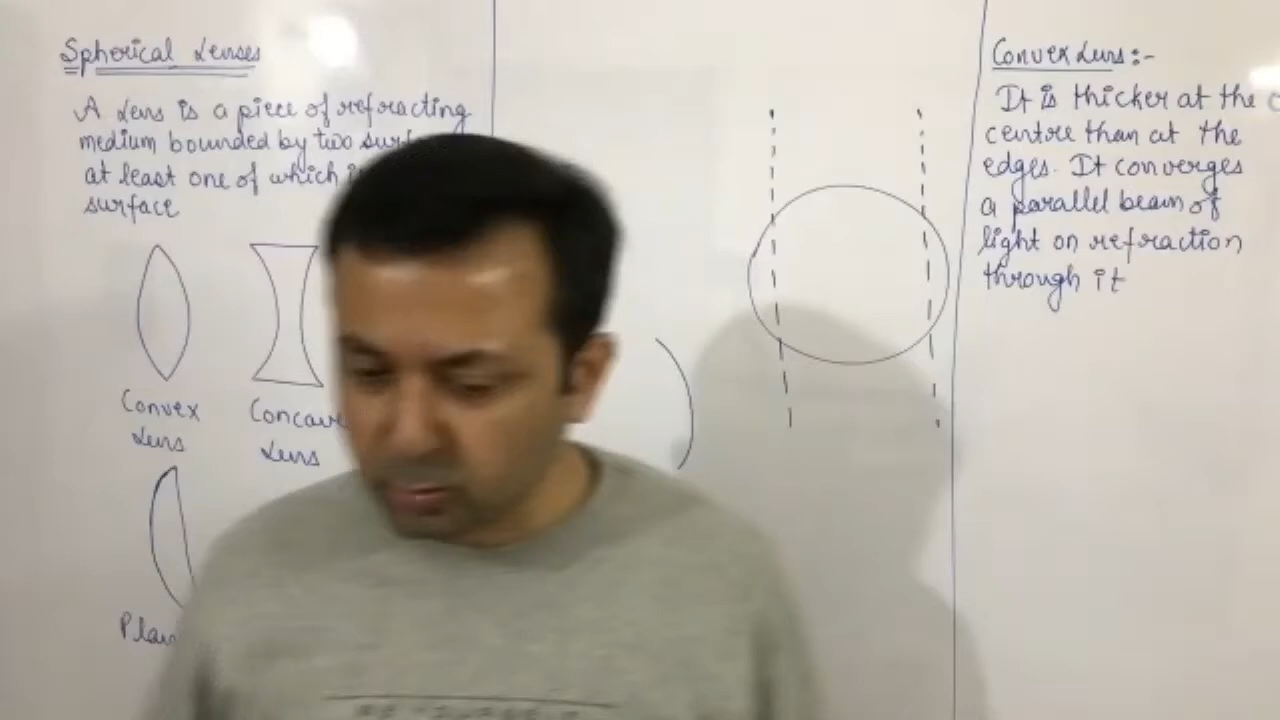 Spherical Lenses
A Lens is a piece of refracting
medium bounded by two
at least one of which
surface
Convex
Lens
Concave
Lens
Convex Lens:-
It is thicker at the
centre than at the
edges. It converges
a parallel beam of
light on refraction
through it